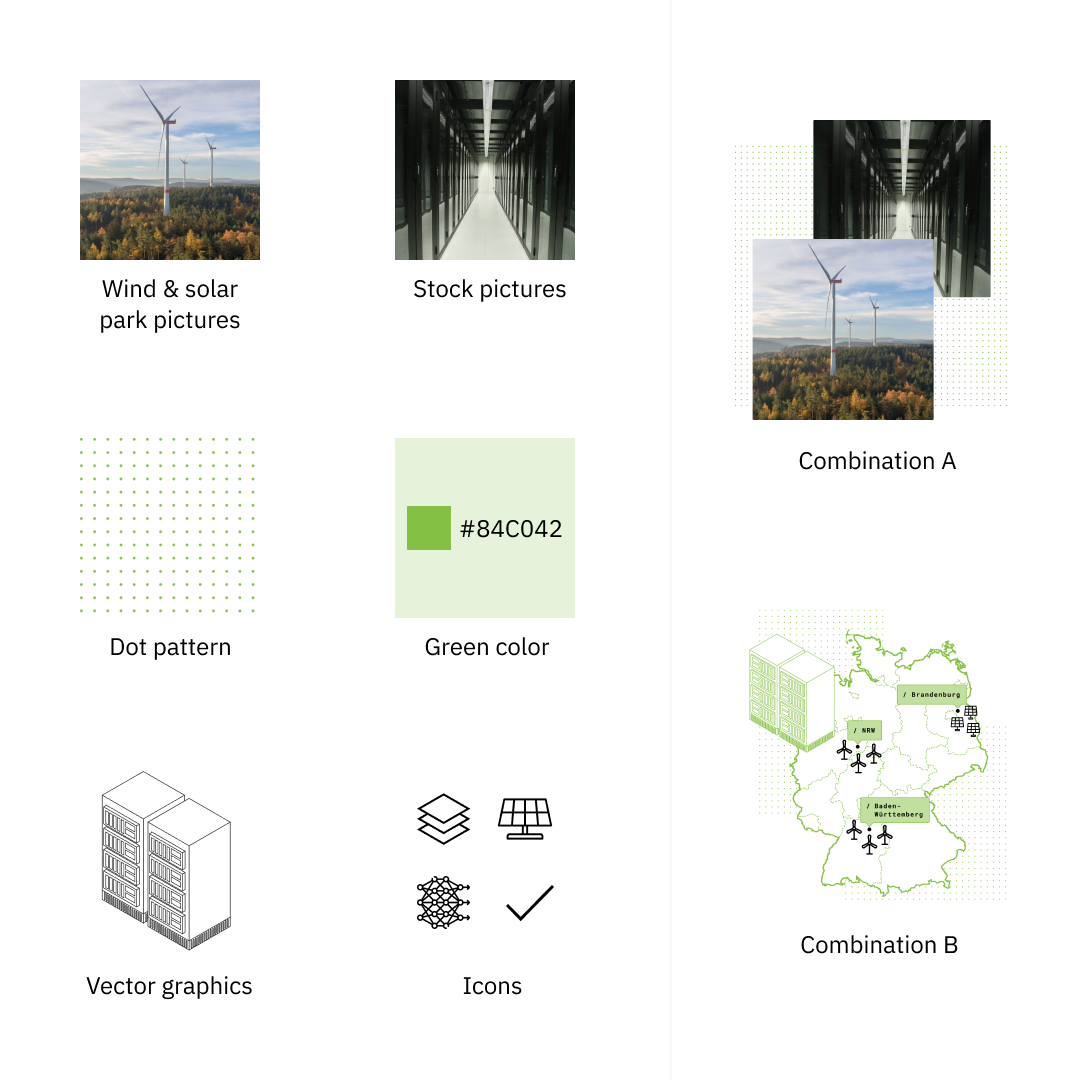 Wind & solar
park pictures
Stock pictures
Dot pattern
#84C042
Green color
Vector graphics
Icons
Combination A
/ Brandenburg
/ NRW
/ Baden-
Württemberg
Combination B